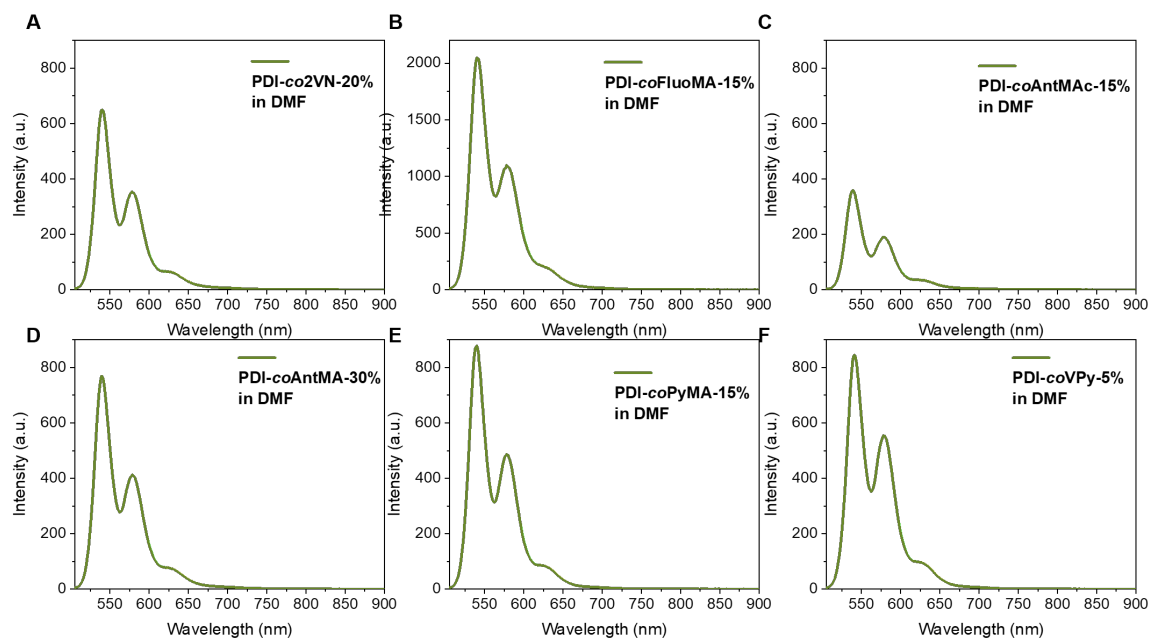 A
PDI-co2VN-20%
in DMF
Intensity (a.u.)
800
600
400
200
0
550 600 650 700 750 800 850 900
Wavelength (nm)
B
PDI-coFluoMA-15%
in DMF
Intensity (a.u.)
2000
1500
1000
500
0
550 600 650 700 750 800 850 900
Wavelength (nm)
C
PDI-coAntMAc-15%
in DMF
Intensity (a.u.)
800
600
400
200
0
550 600 650 700 750 800 850 900
Wavelength (nm)
D
PDI-coAntMA-30%
in DMF
Intensity (a.u.)
800
600
400
200
0
550 600 650 700 750 800 850 900
Wavelength (nm)
E
PDI-coPyMA-15%
in DMF
Intensity (a.u.)
800
600
400
200
0
550 600 650 700 750 800 850 900
Wavelength (nm)
F
PDI-coVPy-5%
in DMF
Intensity (a.u.)
800
600
400
200
0
550 600 650 700 750 800 850 900
Wavelength (nm)